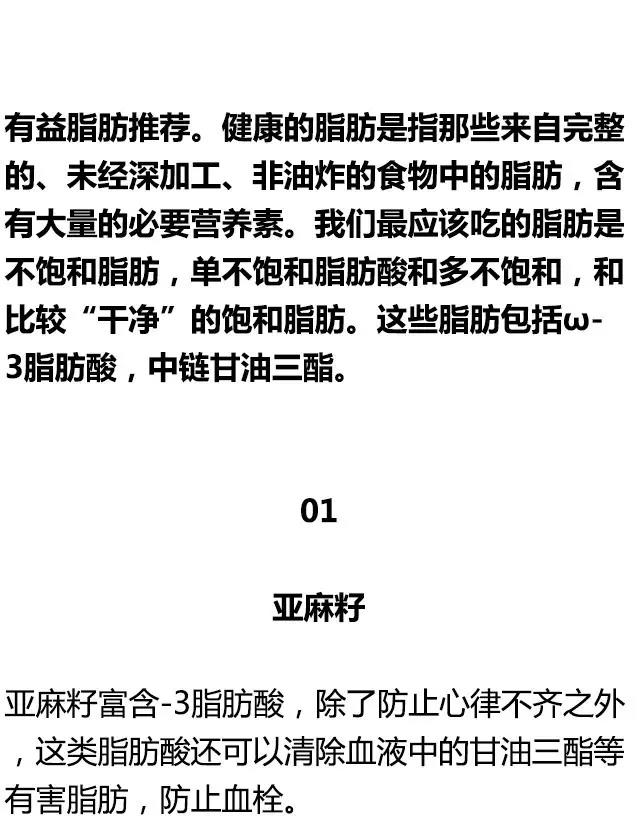 有益脂肪推荐。健康的脂肪是指那些来自完整
的、未经深加工、非油炸的食物中的脂肪，含
有大量的必要营养素。我们最应该吃的脂肪是
不饱和脂肪，单不饱和脂肪酸和多不饱和，和
比较“干净”的饱和脂肪。这些脂肪包括ω-
3脂肪酸，中链甘油三酯。
01
亚麻籽
亚麻籽富含-3脂肪酸，除了防止心律不齐之外
，这类脂肪酸还可以清除血液中的甘油三酯等
有害脂肪，防止血栓。